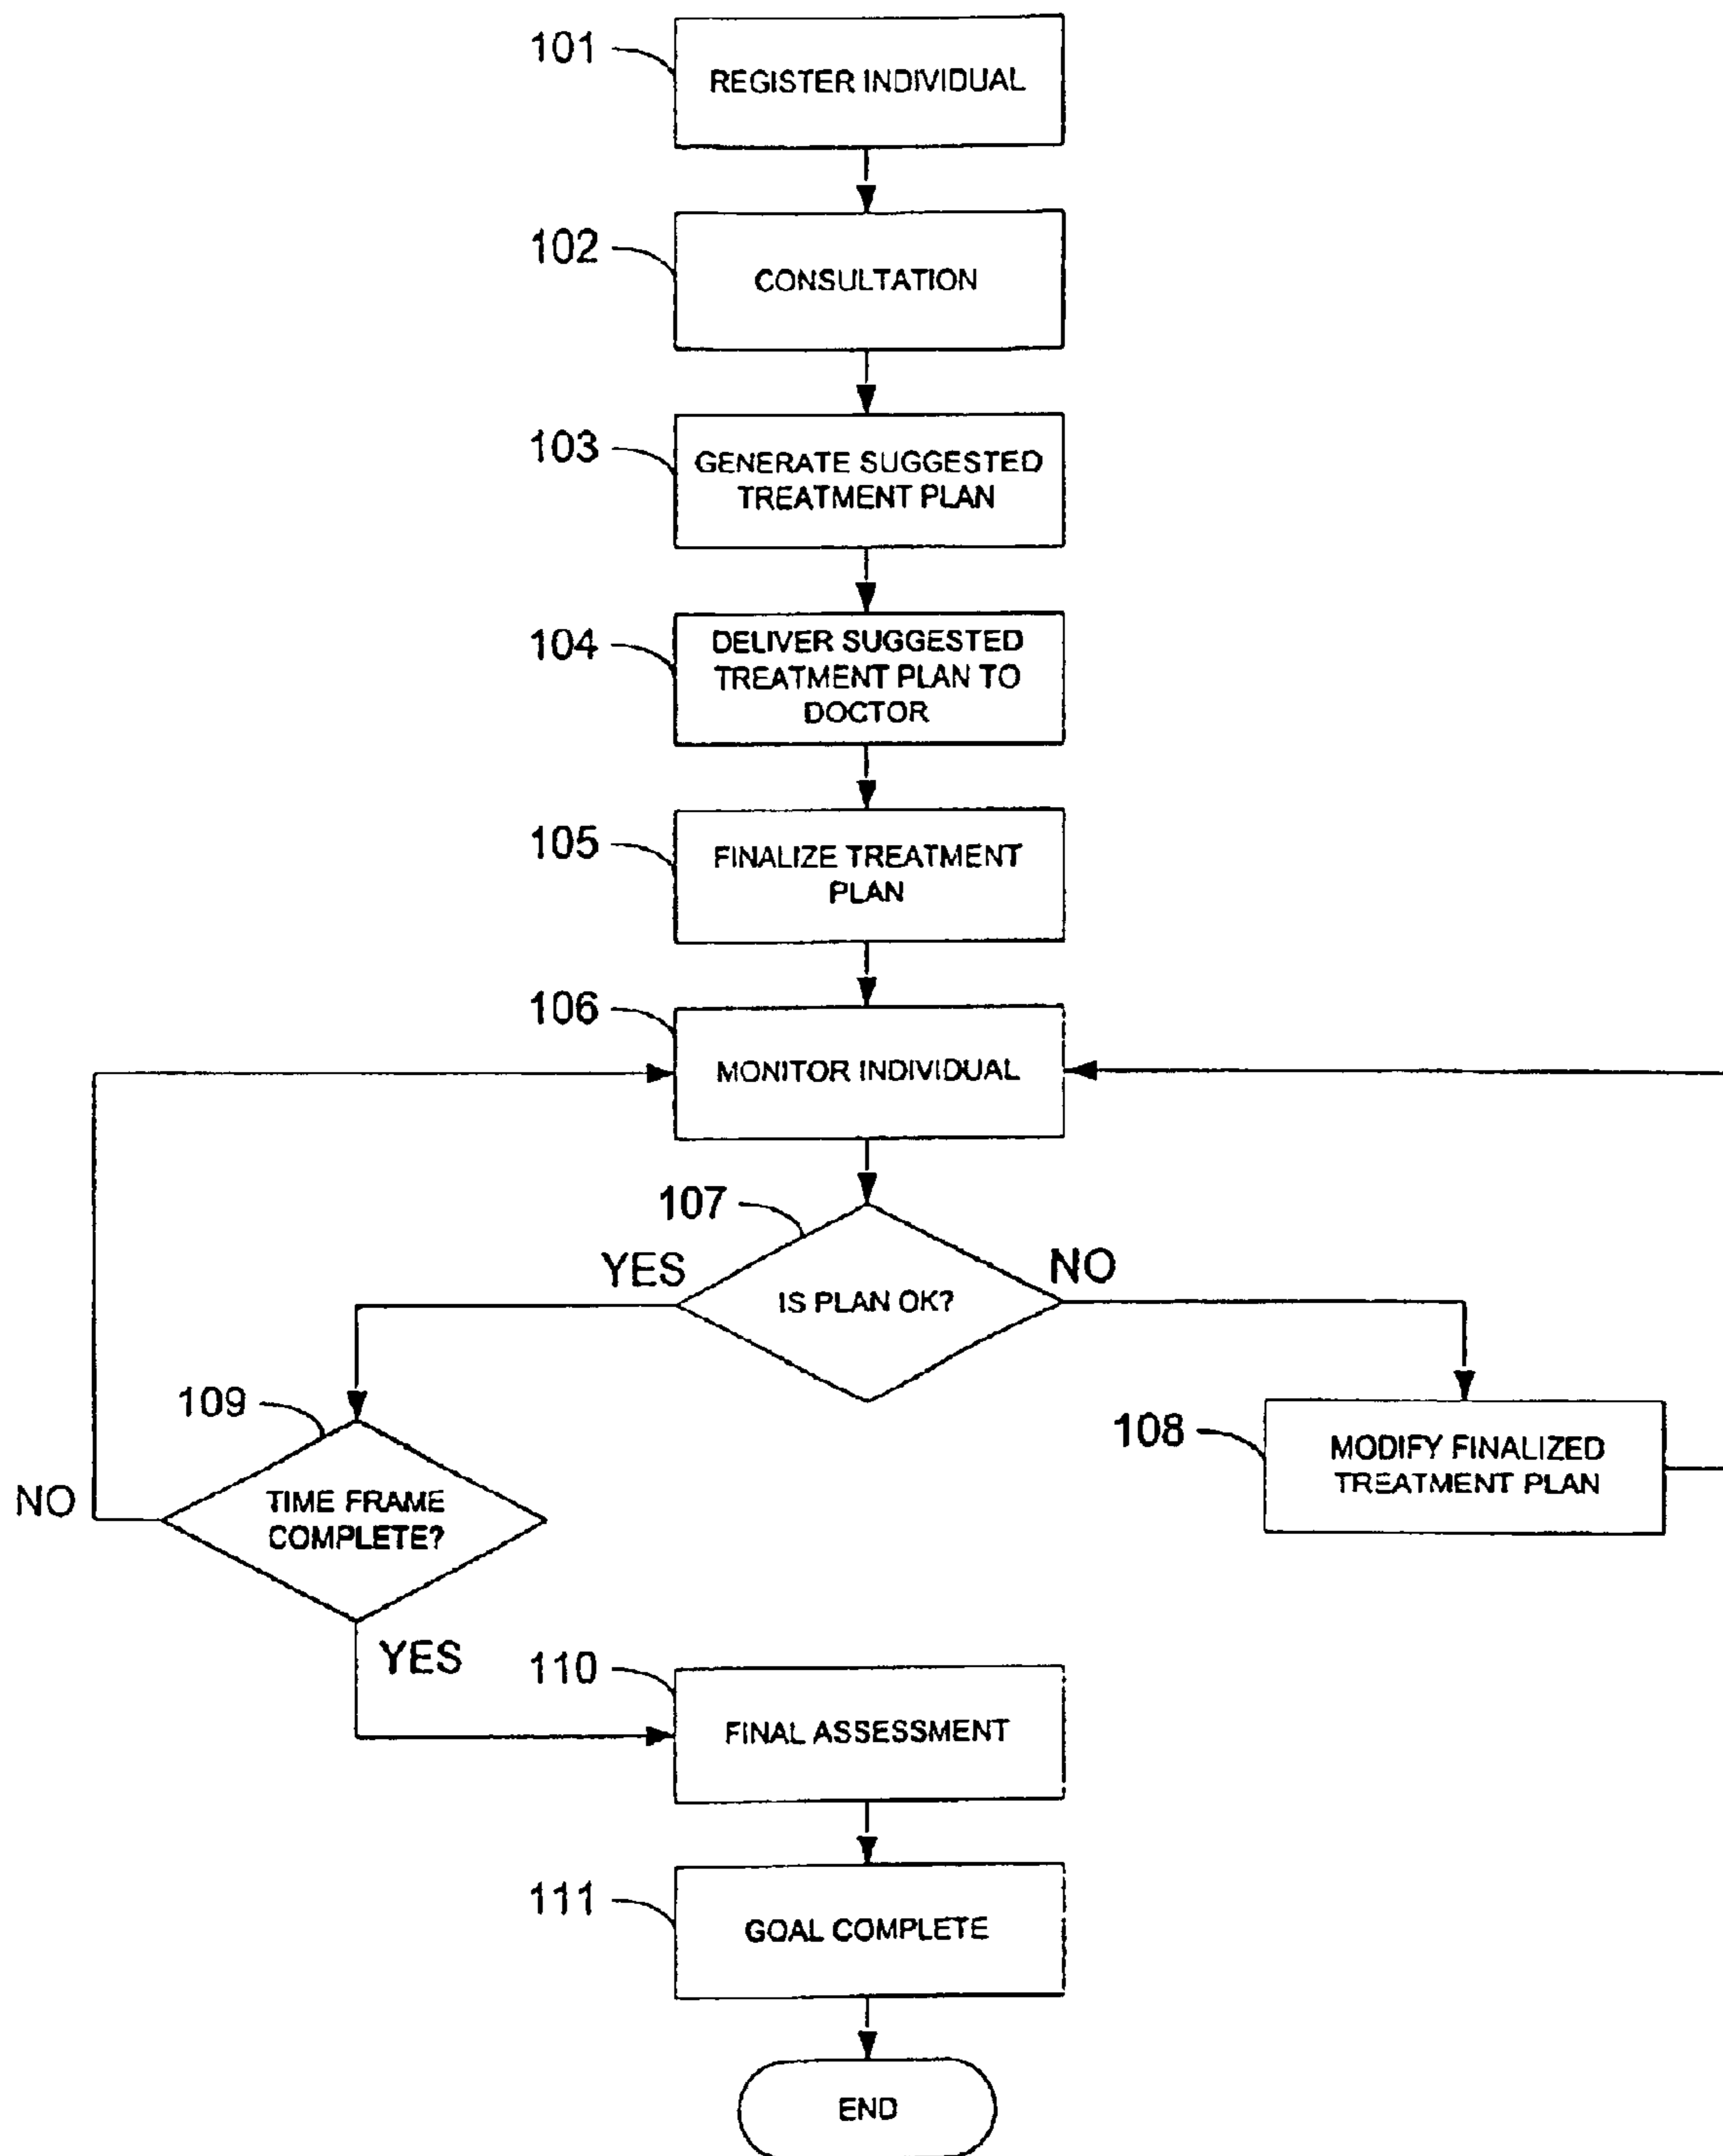 101
REGISTER INDIVIDUAL
102
CONSULTATION
103
GENERATE SUGGESTED
TREATMENT PLAN
104
DELIVER SUGGESTED
TREATMENT PLAN TO
DOCTOR
105
FINALIZE TREATMENT
PLAN
106
MONITOR INDIVIDUAL
107
YES
NO
IS PLAN OK?
109
108
MODIFY FINALIZED
TREATMENT PLAN
NO
TIME FRAME
COMPLETE?
YES
110
FINAL ASSESSMENT
111
GOAL COMPLETE
END